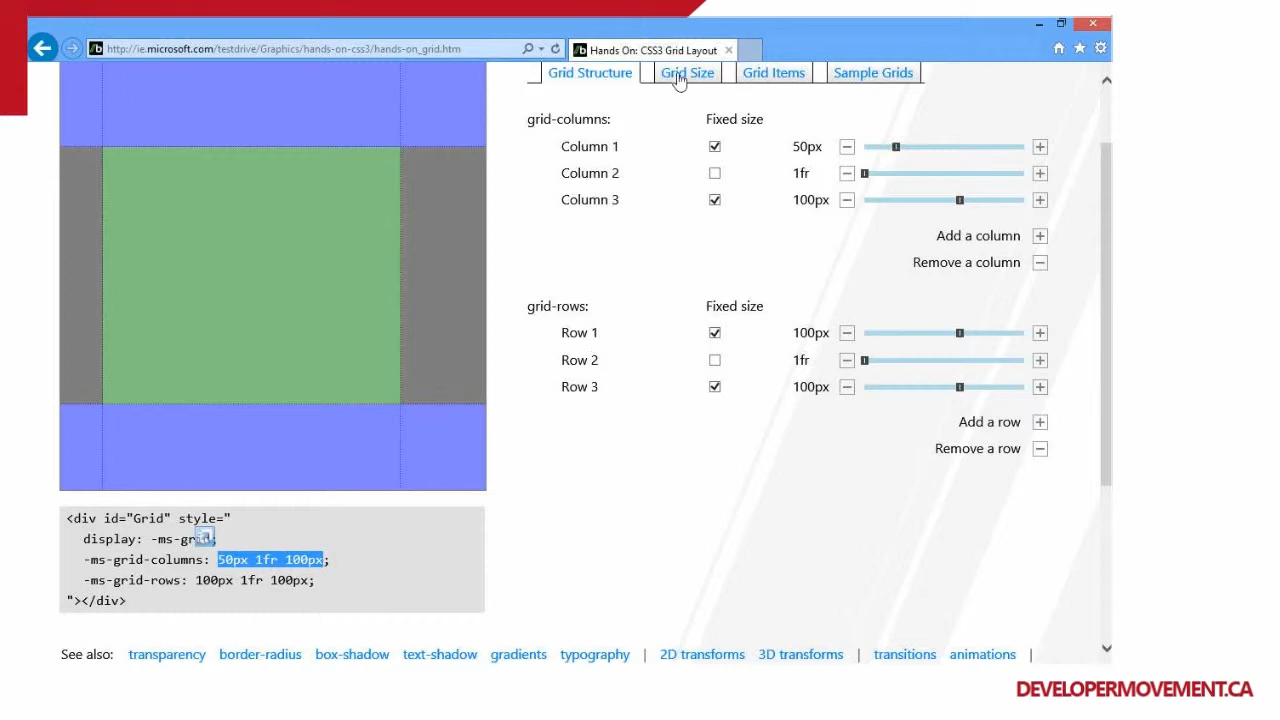 http://ie.microsoft.com/testdrive/Graphics/hands-on-css3/hands-on_grid.htm
Hands On: CSS3 Grid Layout
Grid Structure Grid Size Grid Items Sample Grids
grid-columns: Fixed size
Column 1 50px
Column 2 1fr
Column 3 100px
Add a column
Remove a column
grid-rows: Fixed size
Row 1 100px
Row 2 1fr
Row 3 100px
Add a row
Remove a row
<div id="Grid" style="
display: -ms-grid;
-ms-grid-columns: 50px 1fr 100px;
-ms-grid-rows: 100px 1fr 100px;
"></div>
See also: transparency border-radius box-shadow text-shadow gradients typography | 2D transforms 3D transforms | transitions animations |
DEVELOPERMOVEMENT.CA